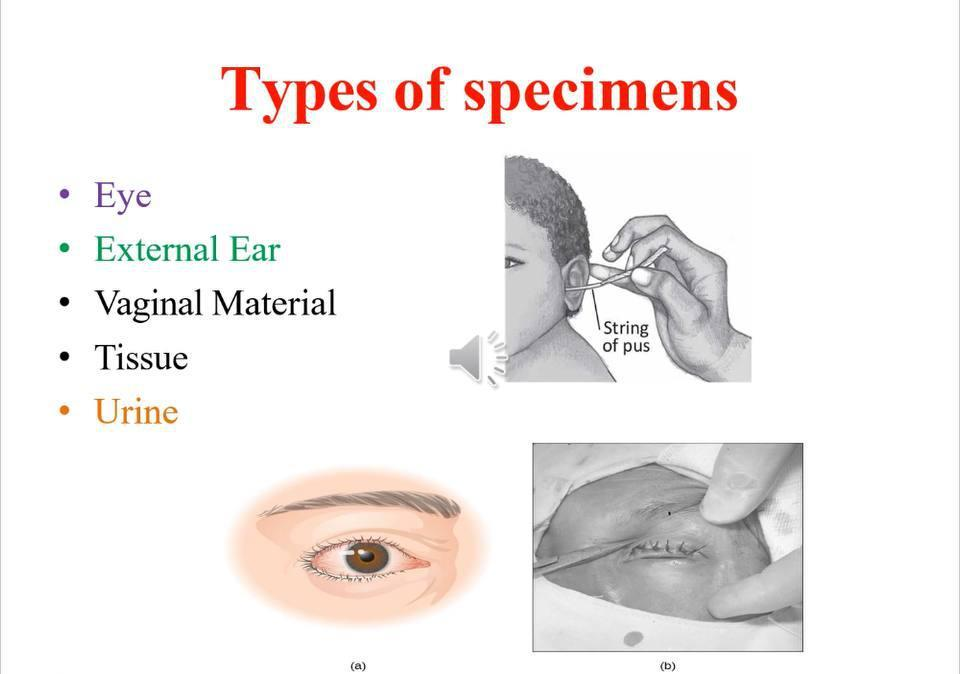 Types of specimens
• Eye
• External Ear
• Vaginal Material
• Tissue
• Urine
String
of pus
(a)
(b)